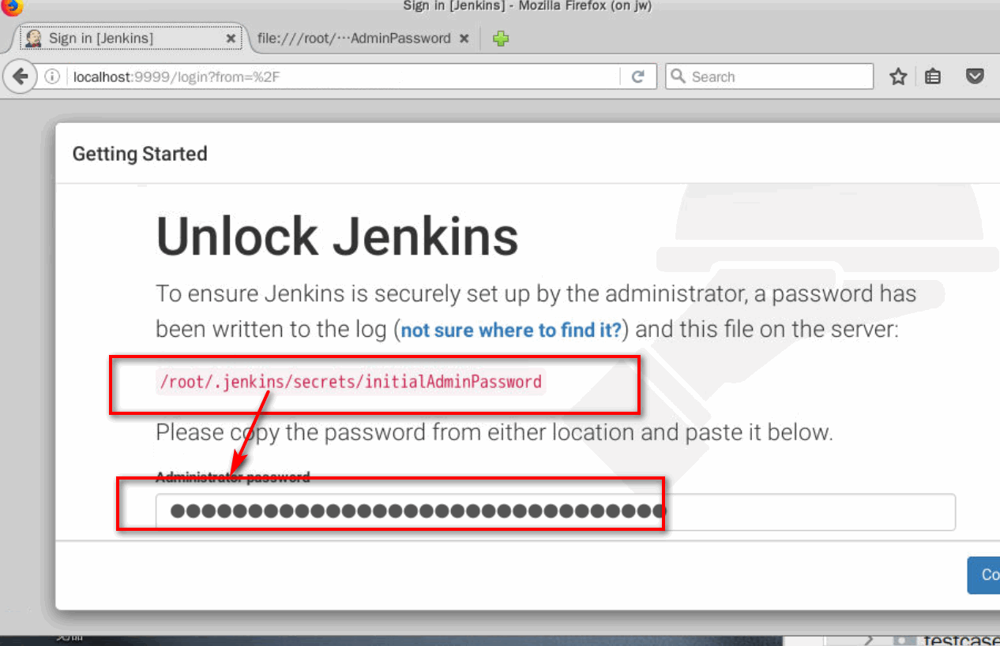 Sign in [Jenkins] - Mozilla Firefox (on jw)
Sign in [Jenkins]
file:///root/···AdminPassword
localhost:9999/login?from=%2F
Search
Getting Started
Unlock Jenkins
To ensure Jenkins is securely set up by the administrator, a password has
been written to the log (not sure where to find it?) and this file on the server:
/root/.jenkins/secrets/initialAdminPassword
Please copy the password from either location and paste it below.
Administrator password
Co
testcase